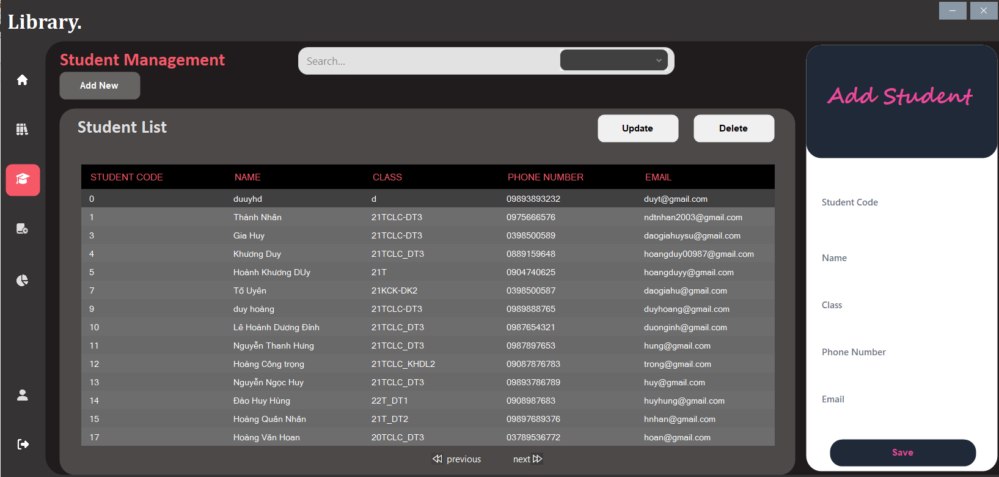 Library.
Student Management
Search...
Add New
Student List
Update
Delete
STUDENT CODE NAME CLASS PHONE NUMBER EMAIL
0 duuyhd d 09893893232 duyt@gmail.com
1 Thành Nhân 21TCLC-DT3 0975666576 ndtnhan2003@gmail.com
3 Gia Huy 21TCLC-DT3 0398500589 daogiahuysu@gmail.com
4 Khương Duy 21TCLC_DT3 0889159648 hoangduy00987@gmail.com
5 Hoành Khương DUy 21T 0904740625 hoangduyy@gmail.com
7 Tố Uyên 21KCK-DK2 0398500587 daogiahu@gmail.com
9 duy hoàng 21TCLC-DT3 0989888765 duyhoang@gmail.com
10 Lê Hoành Dương Đỉnh 21TCLC_DT3 0987654321 duonginh@gmail.com
11 Nguyễn Thanh Hưng 21TCLC_DT3 0987897653 hung@gmail.com
12 Hoàng Công trọng 21TCLC_KHDL2 09087876783 trong@gmail.com
13 Nguyễn Ngọc Huy 21TCLC_DT3 09893786789 huy@gmail.com
14 Đào Huy Hùng 22T_DT1 0908987683 huyhung@gmail.com
15 Hoàng Quân Nhân 21T_DT2 09897689376 hnhan@gmail.com
17 Hoàng Văn Hoan 20TCLC_DT3 03789536772 hoan@gmail.com
previous
next
Add Student
Student Code
Name
Class
Phone Number
Email
Save